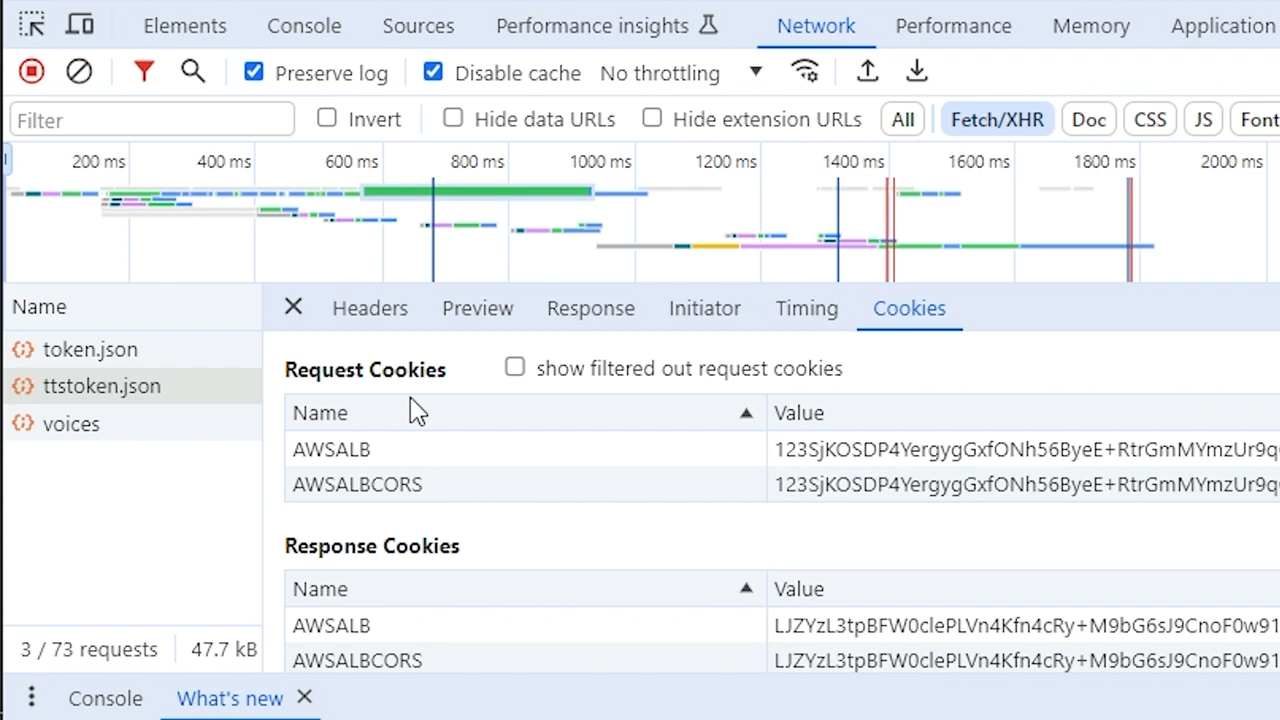 Elements Console Sources Performance insights Network Performance Memory Application
Preserve log Disable cache No throttling
Filter Invert Hide data URLs Hide extension URLs All Fetch/XHR Doc CSS JS Font
200 ms 400 ms 600 ms 800 ms 1000 ms 1200 ms 1400 ms 1600 ms 1800 ms 2000 ms
Name Headers Preview Response Initiator Timing Cookies
token.json
ttstoken.json
voices
Request Cookies show filtered out request cookies
Name Value
AWSALB 123SjKOSDP4YergygGxfONh56ByeE+RtrGmMYmzUr9q
AWSALBCORS 123SjKOSDP4YergygGxfONh56ByeE+RtrGmMYmzUr9q
Response Cookies
Name Value
AWSALB LJZYzL3tpBFW0clePLVn4Kfn4cRy+M9bG6sJ9CnoF0w91
AWSALBCORS LJZYzL3tpBFW0clePLVn4Kfn4cRy+M9bG6sJ9CnoF0w91
3 / 73 requests 47.7 kB
Console What's new